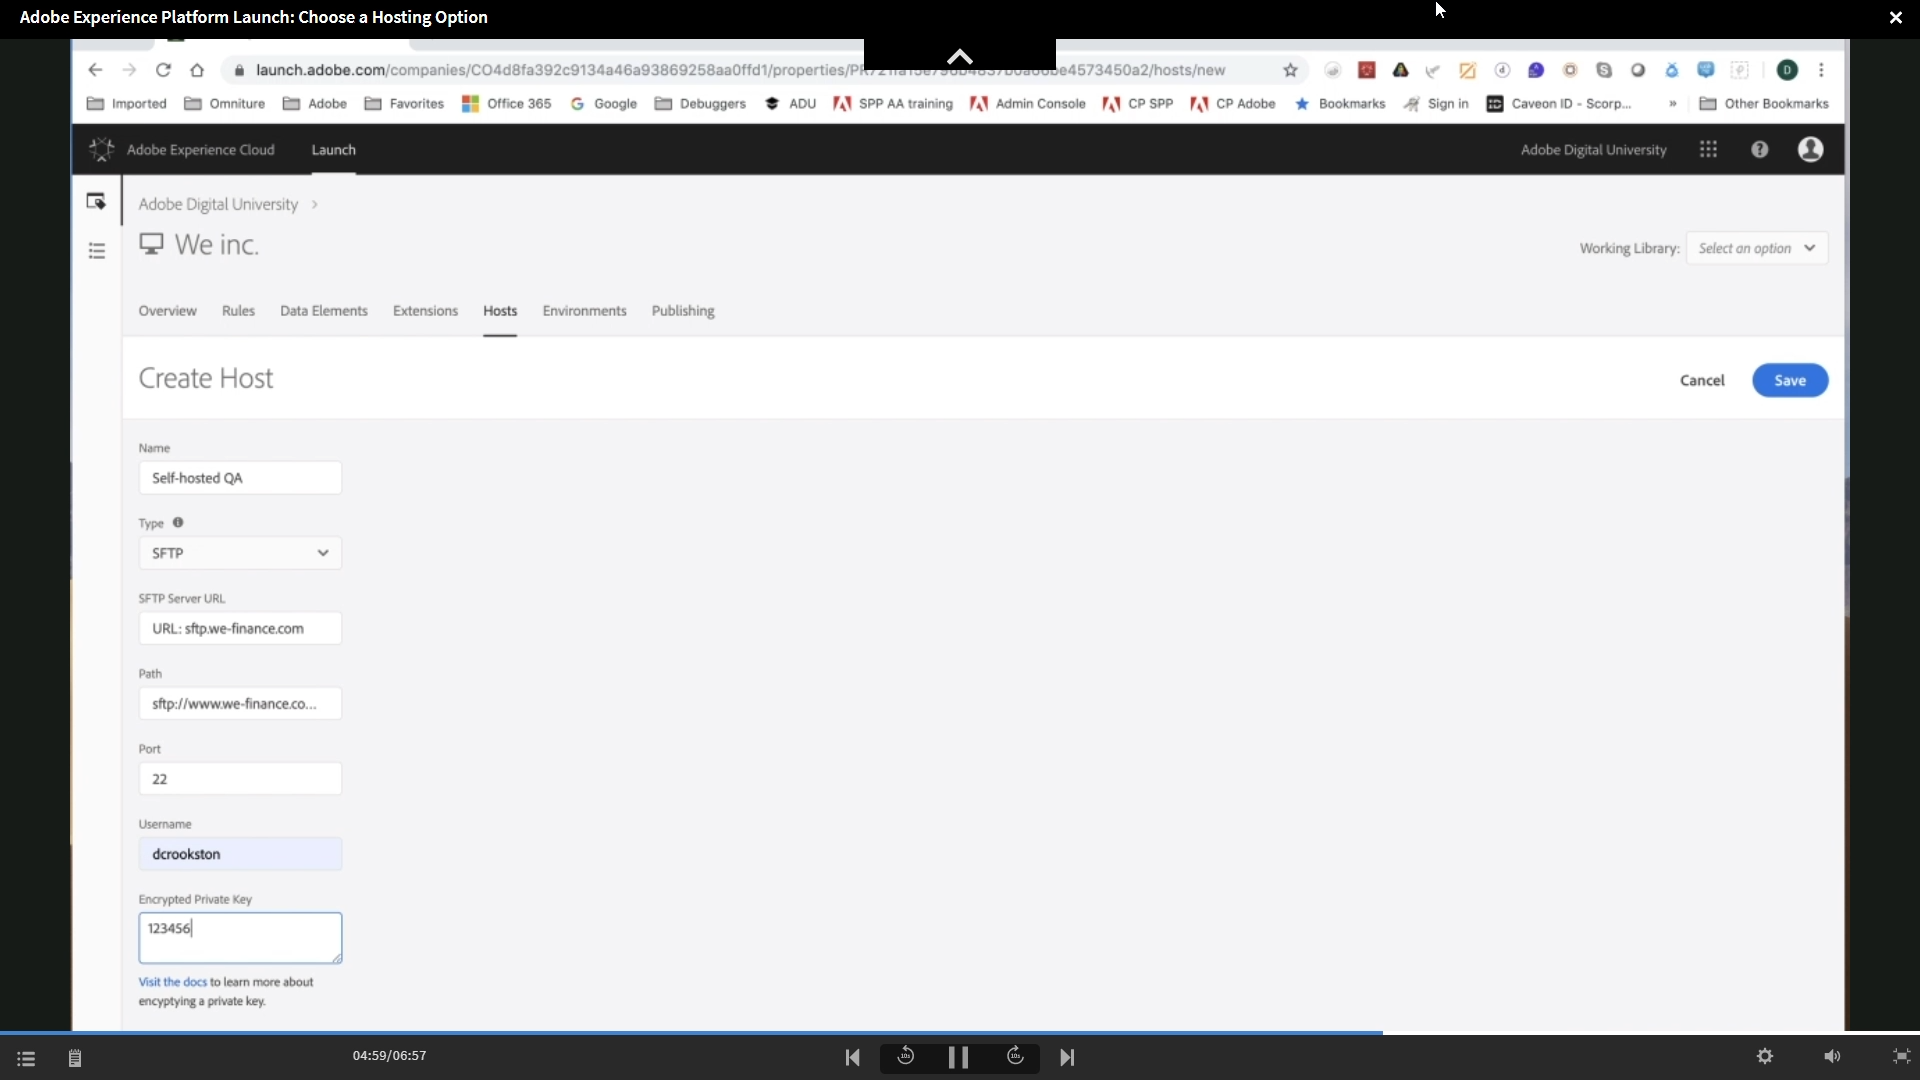 Adobe Experience Platform Launch: Choose a Hosting Option
launch.adobe.com/companies/CO4d8fa392c9134a46a93869258aa0ffd1/properties/
/hosts/new
Imported Omniture Adobe Favorites Office 365 Google Debuggers ADU SPP AA training Admin Console CP SPP CP Adobe Bookmarks Sign in Caveon ID - Scorp... » Other Bookmarks
Adobe Experience Cloud Launch Adobe Digital University
Adobe Digital University >
We inc.
Working Library: Select an option
Overview Rules Data Elements Extensions Hosts Environments Publishing
Create Host Cancel Save
Name
Self-hosted QA
Type
SFTP
SFTP Server URL
URL: sftp.we-finance.com
Path
sftp://www.we-finance.co...
Port
22
Username
dcrookston
Encrypted Private Key
123456
Visit the docs to learn more about
encyptying a private key.
04:59/06:57
10s 10s